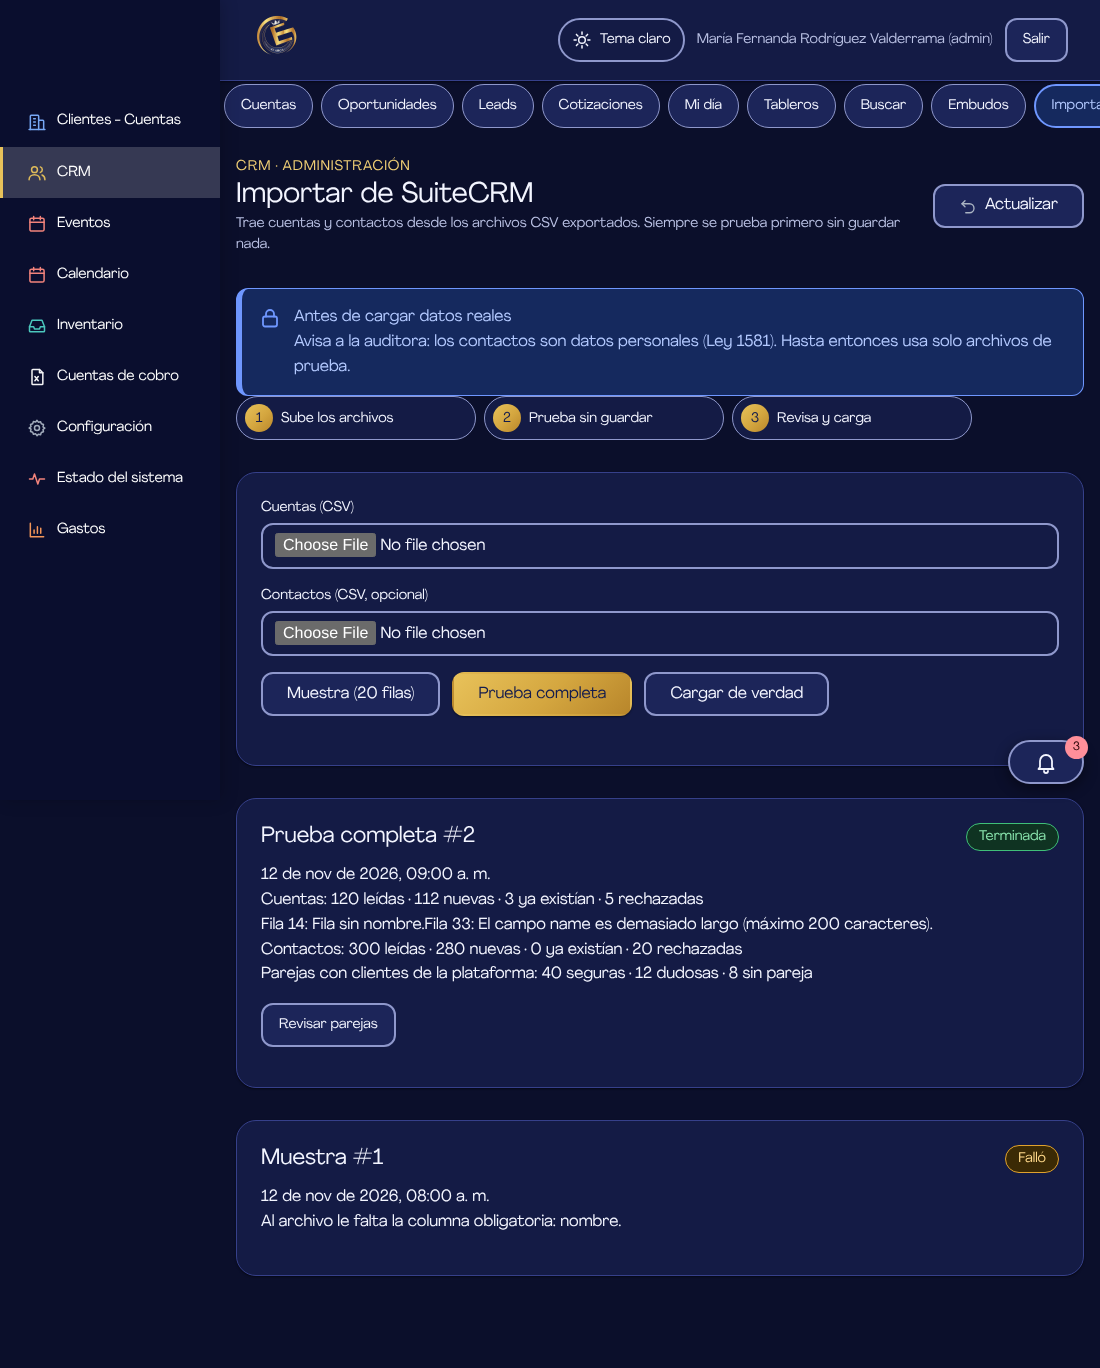 Tema claro
María Fernanda Rodríguez Valderrama (admin)
Salir
Clientes - Cuentas
CRM
Eventos
Calendario
Inventario
Cuentas de cobro
Configuración
Estado del sistema
Gastos
Cuentas
Oportunidades
Leads
Cotizaciones
Mi día
Tableros
Buscar
Embudos
Importa
CRM · ADMINISTRACIÓN
Importar de SuiteCRM
Trae cuentas y contactos desde los archivos CSV exportados. Siempre se prueba primero sin guardar
nada.
Actualizar
Antes de cargar datos reales
Avisa a la auditora: los contactos son datos personales (Ley 1581). Hasta entonces usa solo archivos de
prueba.
1 Sube los archivos
2 Prueba sin guardar
3 Revisa y carga
Cuentas (CSV)
Choose File No file chosen
Contactos (CSV, opcional)
Choose File No file chosen
Muestra (20 filas)
Prueba completa
Cargar de verdad
3
Prueba completa #2
Terminada
12 de nov de 2026, 09:00 a. m.
Cuentas: 120 leídas · 112 nuevas · 3 ya existían · 5 rechazadas
Fila 14: Fila sin nombre.Fila 33: El campo name es demasiado largo (máximo 200 caracteres).
Contactos: 300 leídas · 280 nuevas · 0 ya existían · 20 rechazadas
Parejas con clientes de la plataforma: 40 seguras · 12 dudosas · 8 sin pareja
Revisar parejas
Muestra #1
Falló
12 de nov de 2026, 08:00 a. m.
Al archivo le falta la columna obligatoria: nombre.